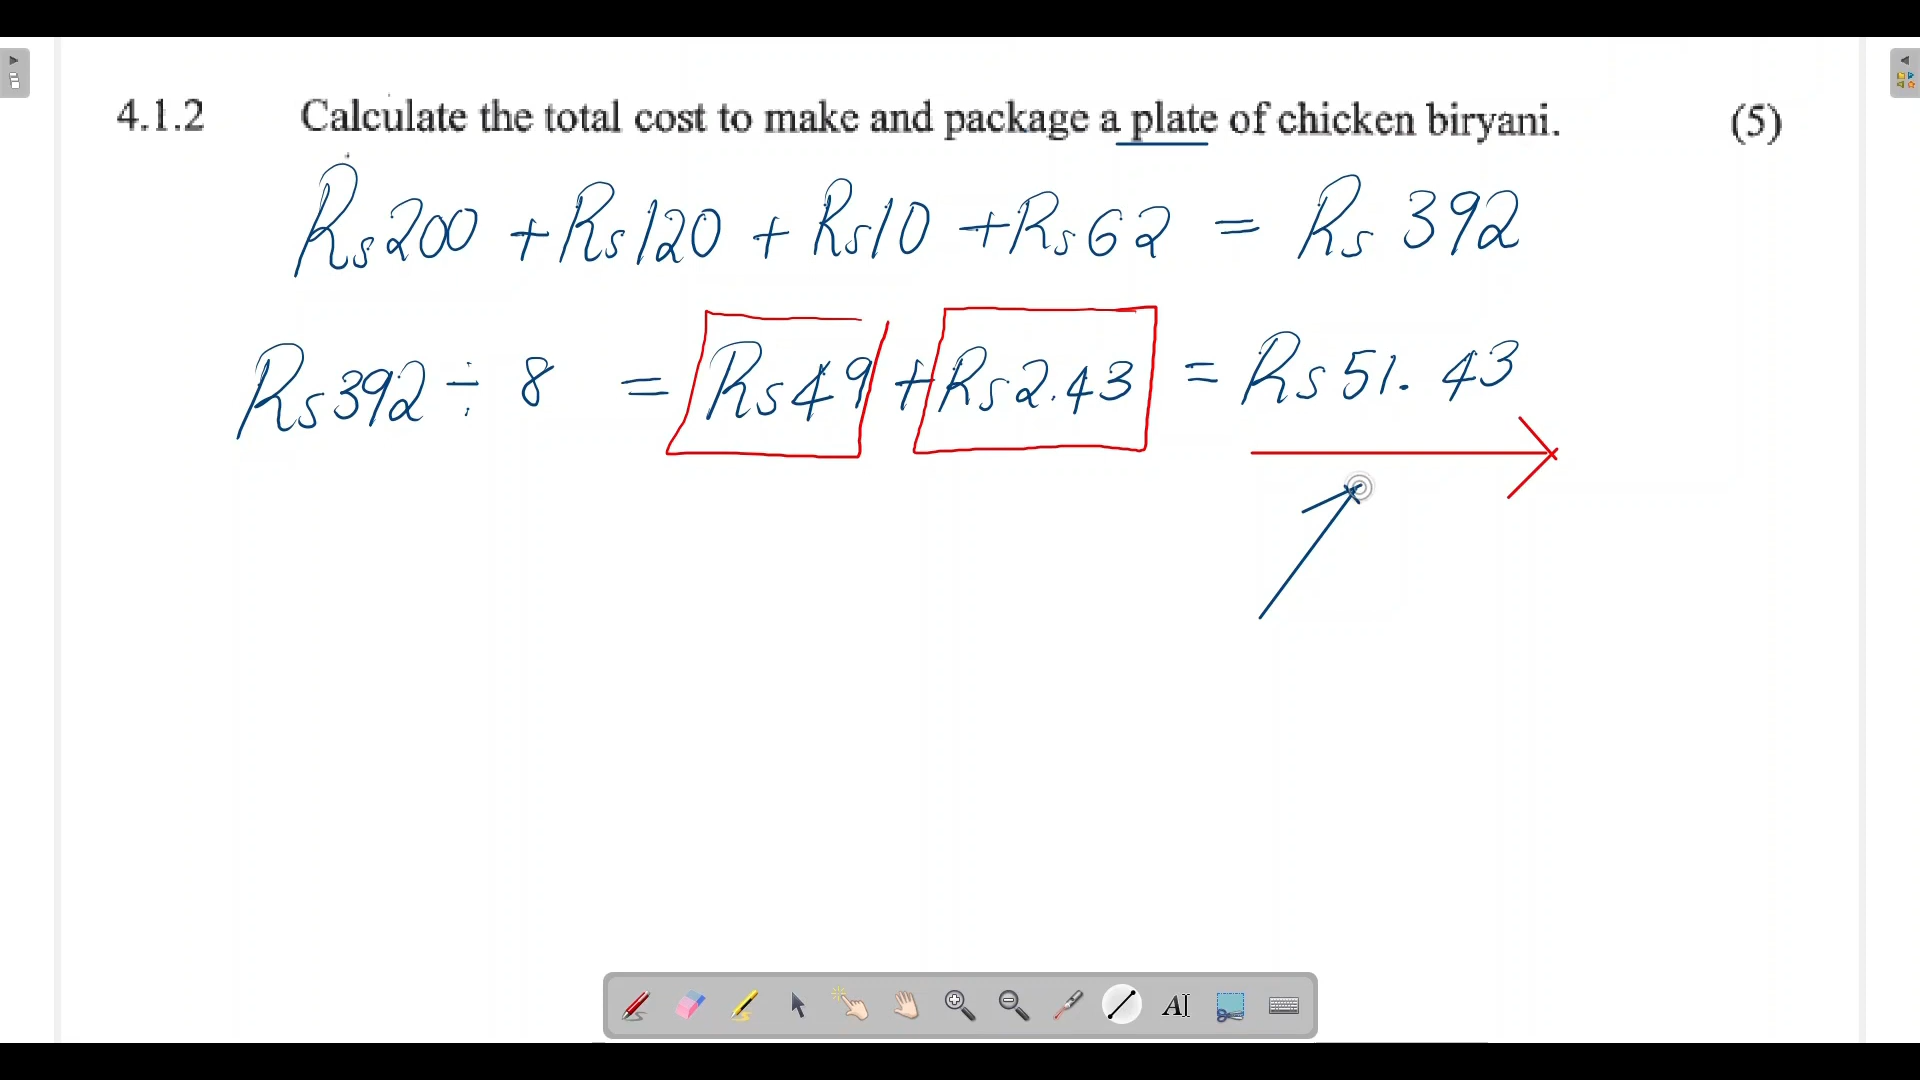 4.1.2 Calculate the total cost to make and package a plate of chicken biryani. (5)
Rs200 + Rs120 + Rs10 + Rs62 = Rs 392
Rs392 ÷ 8 = Rs49 + Rs2.43 = Rs51.43
AI